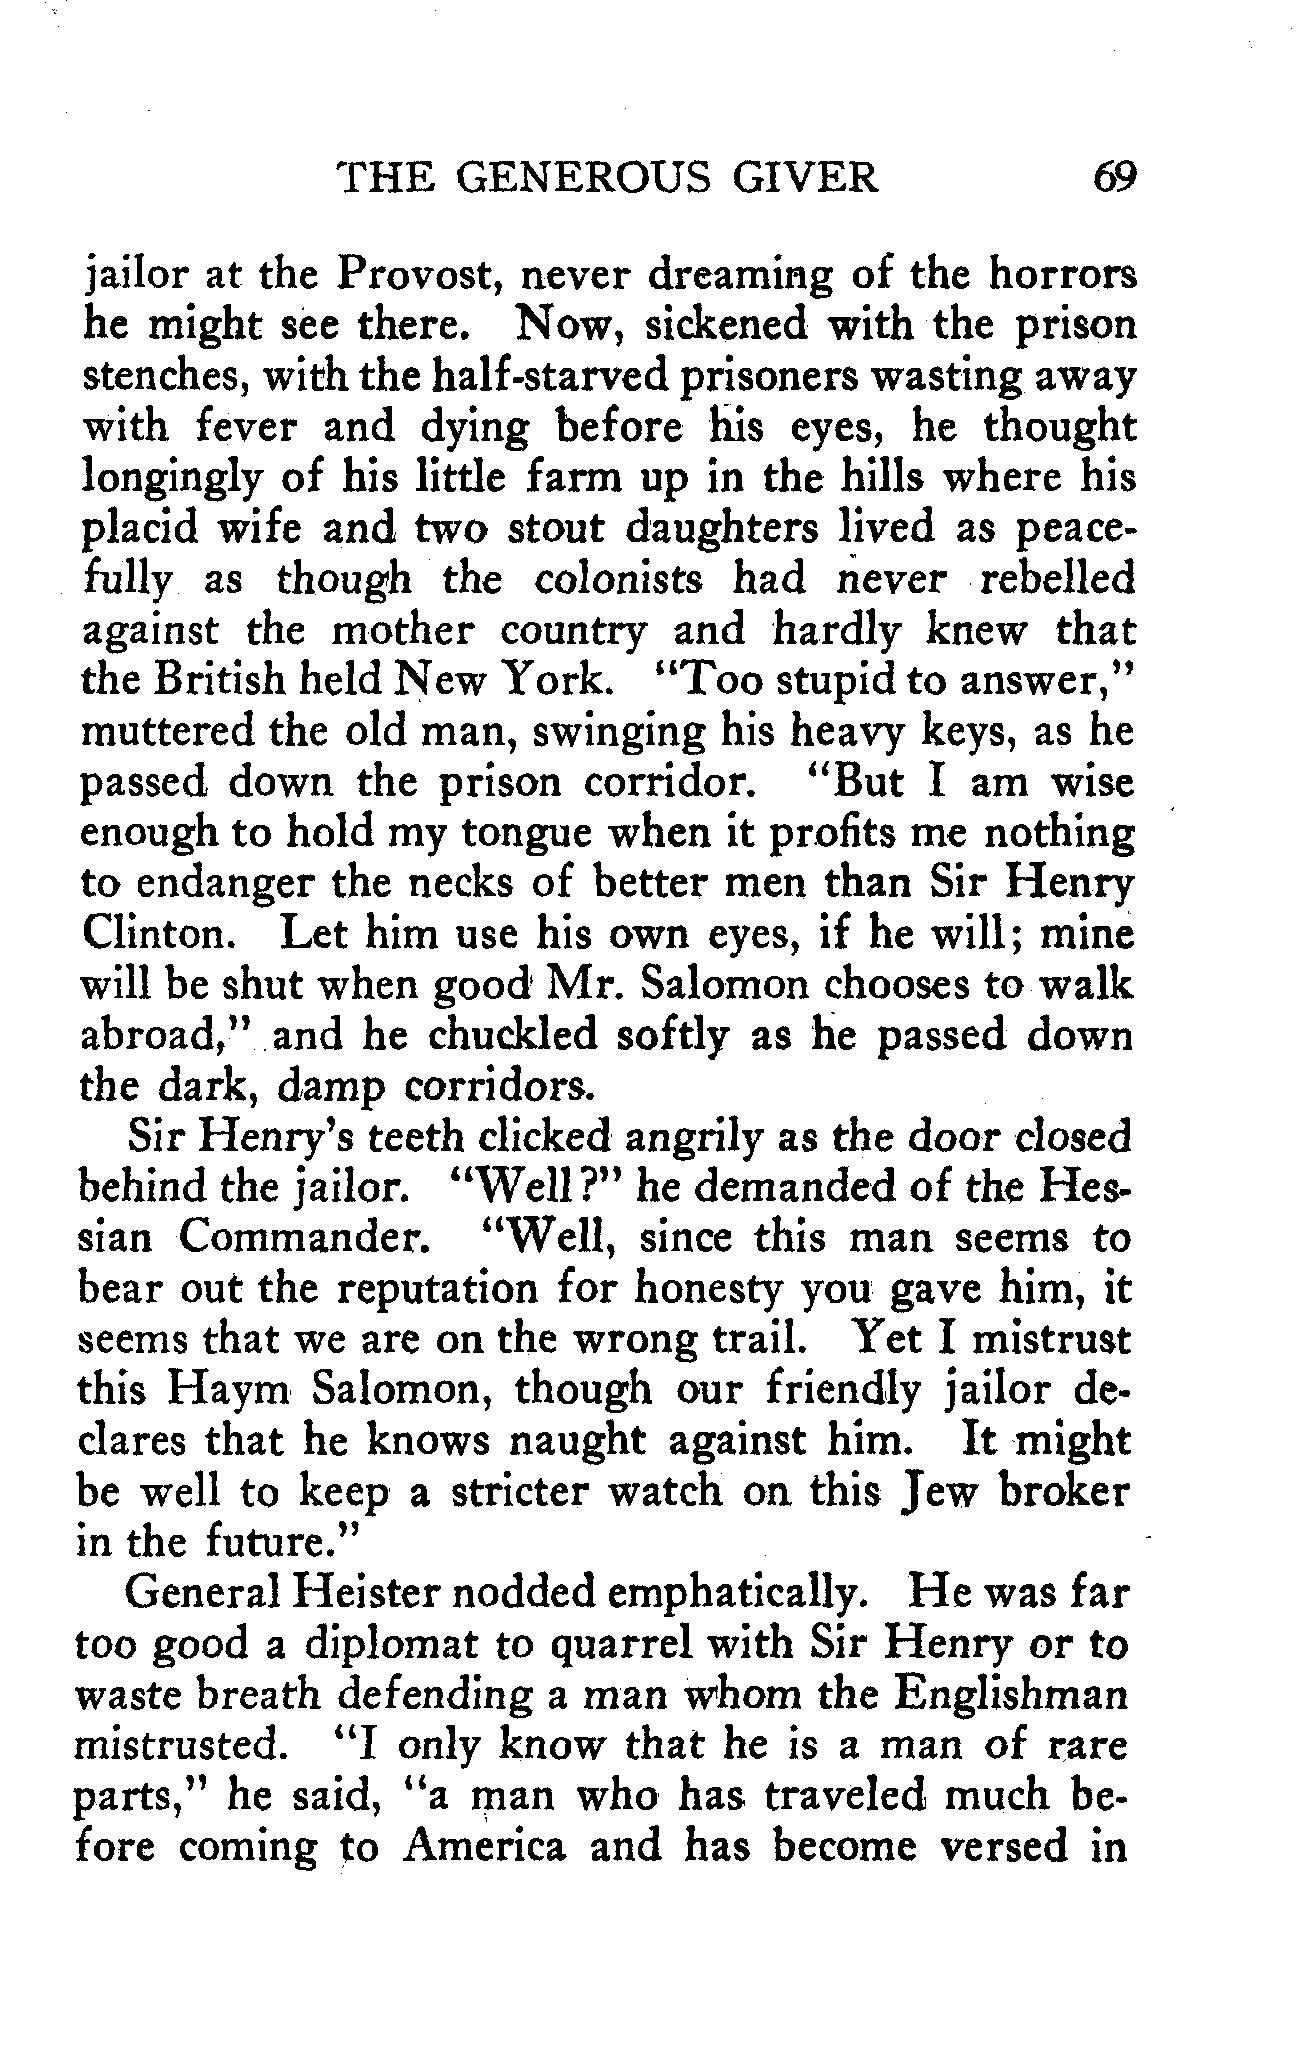 THE GENEROUS GIVER 69
jailor at the Provost, never dreaming of the horrors
he might see there. Now, sickened with the prison
stenches, with the half-starved prisoners wasting away
with fever and dying before his eyes, he thought
longingly of his little farm up in the hills where his
placid wife and two stout daughters lived as peace-
fully as though the colonists had never rebelled
against the mother country and hardly knew that
the British held New York. "Too stupid to answer,"
muttered the old man, swinging his heavy keys, as he
passed down the prison corridor. "But I am wise
enough to hold my tongue when it profits me nothing
to endanger the necks of better men than Sir Henry
Clinton. Let him use his own eyes, if he will; mine
will be shut when good Mr. Salomon chooses to walk
abroad," and he chuckled softly as he passed down
the dark, damp corridors.
Sir Henry's teeth clicked angrily as the door closed
behind the jailor. "Well?" he demanded of the Hes-
sian Commander. "Well, since this man seems to
bear out the reputation for honesty you gave him, it
seems that we are on the wrong trail. Yet I mistrust
this Haym Salomon, though our friendly jailor de-
clares that he knows naught against him. It might
be well to keep a stricter watch on this Jew broker
in the future."
General Heister nodded emphatically. He was far
too good a diplomat to quarrel with Sir Henry or to
waste breath defending a man whom the Englishman
mistrusted. "I only know that he is a man of rare
parts," he said, "a man who has traveled much be-
fore coming to America and has become versed in